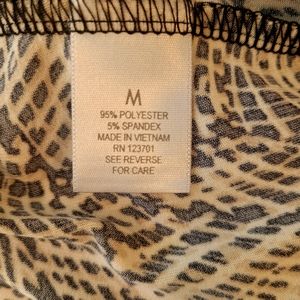 M
95% POLYESTER
5% SPANDEX
MADE IN VIETNAM
RN 123701
SEE REVERSE
FOR CARE